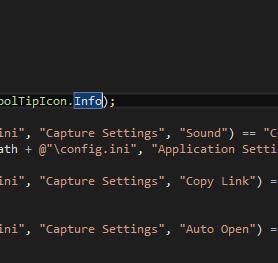 oolTipIcon.Info);
ini", "Capture Settings", "Sound") == "C
ath + @"\config.ini", "Application Setti
ini", "Capture Settings", "Copy Link") =
ini", "Capture Settings", "Auto Open") =